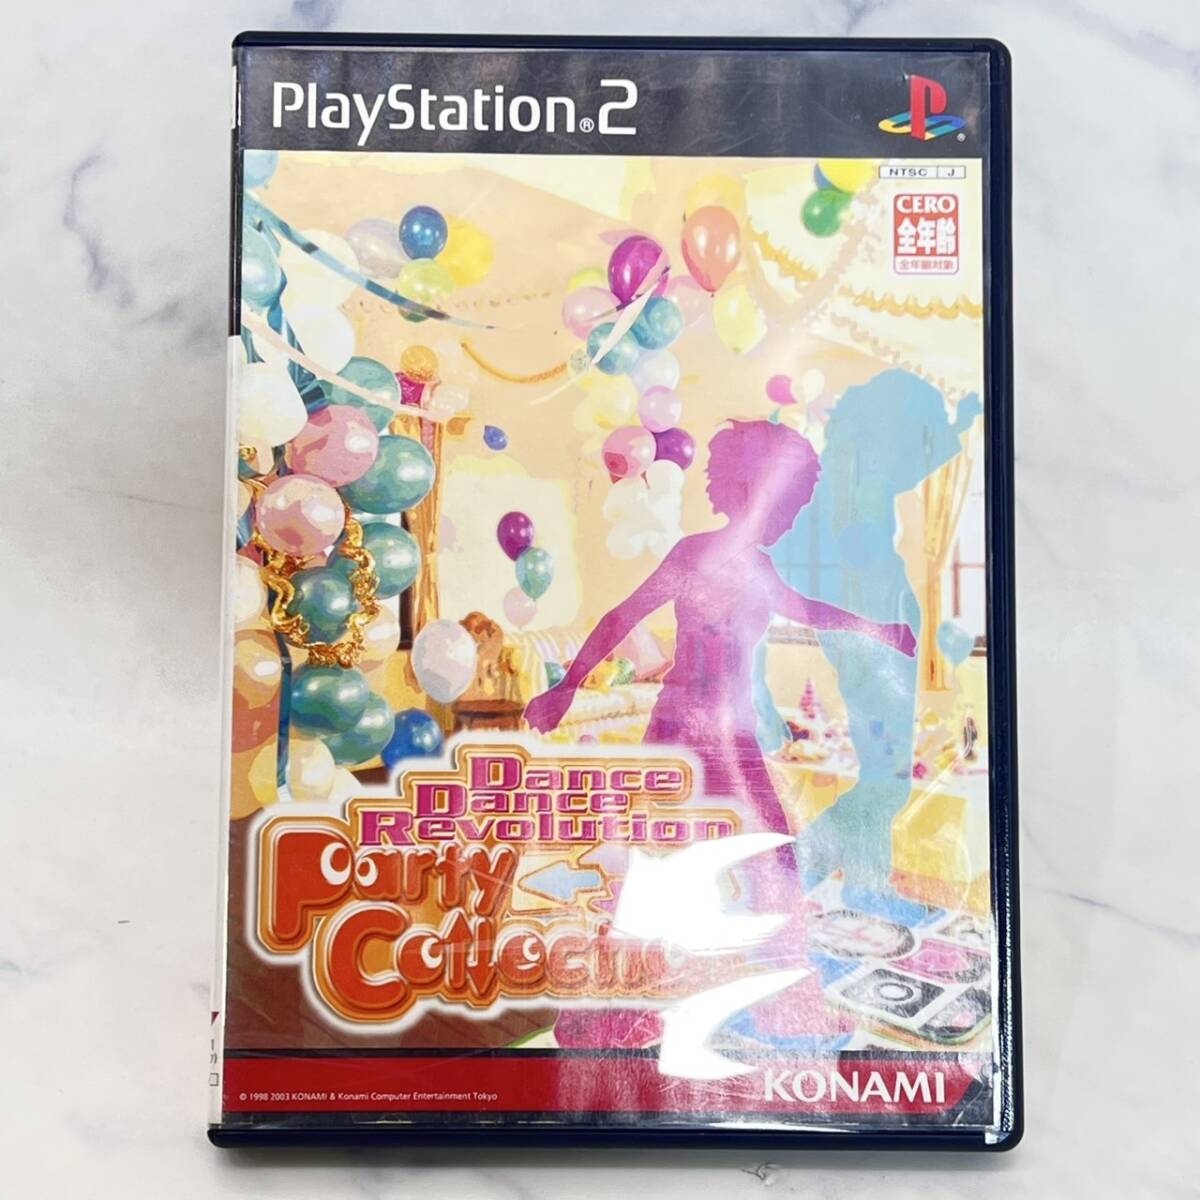 PlayStation®2
NTSC J
CERO
全年齢
全年齢対象
Dance
Dance
Revolution
Party
Collection
© 1998 2003 KONAMI & Konami Computer Entertainment Tokyo
KONAMI